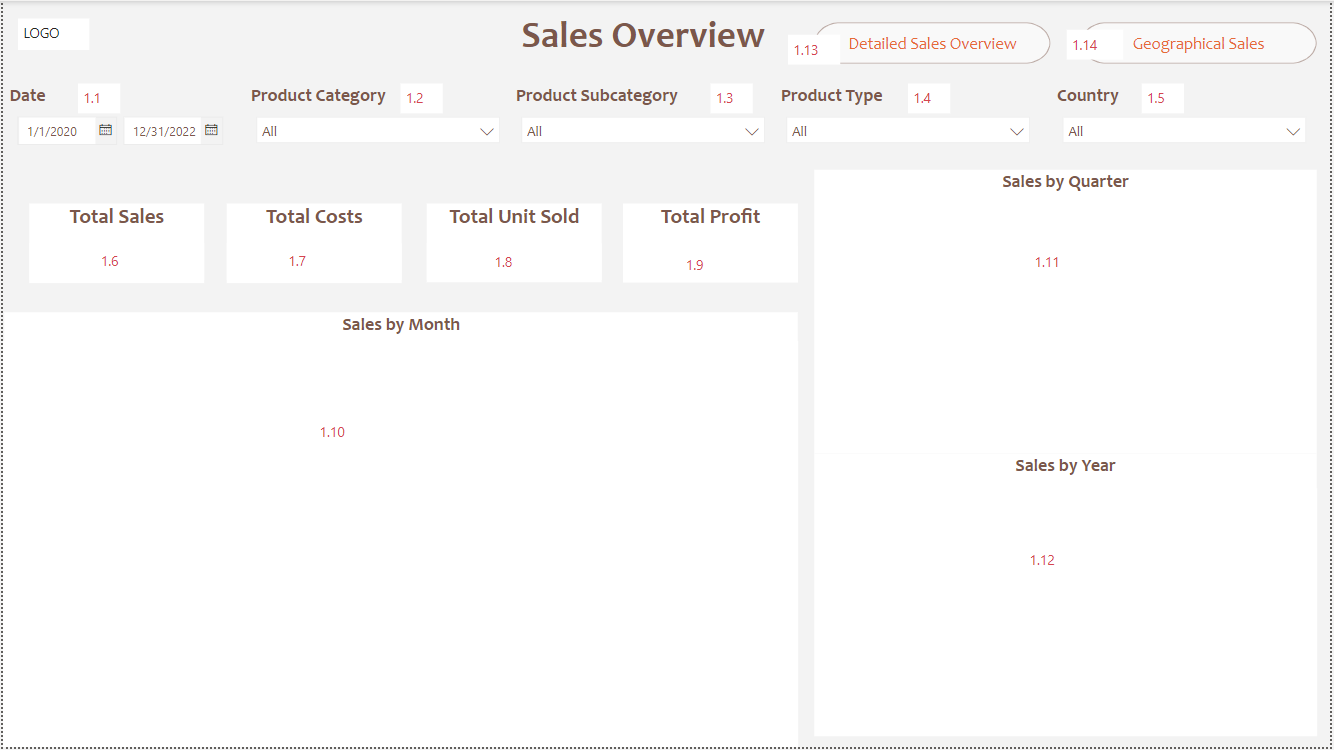 LOGO
Sales Overview
1.13 Detailed Sales Overview
1.14 Geographical Sales
Date 1.1
Product Category 1.2
Product Subcategory 1.3
Product Type 1.4
Country 1.5
1/1/2020 12/31/2022
All
All
All
All
Total Sales
1.6
Total Costs
1.7
Total Unit Sold
1.8
Total Profit
1.9
Sales by Quarter
1.11
Sales by Month
1.10
Sales by Year
1.12